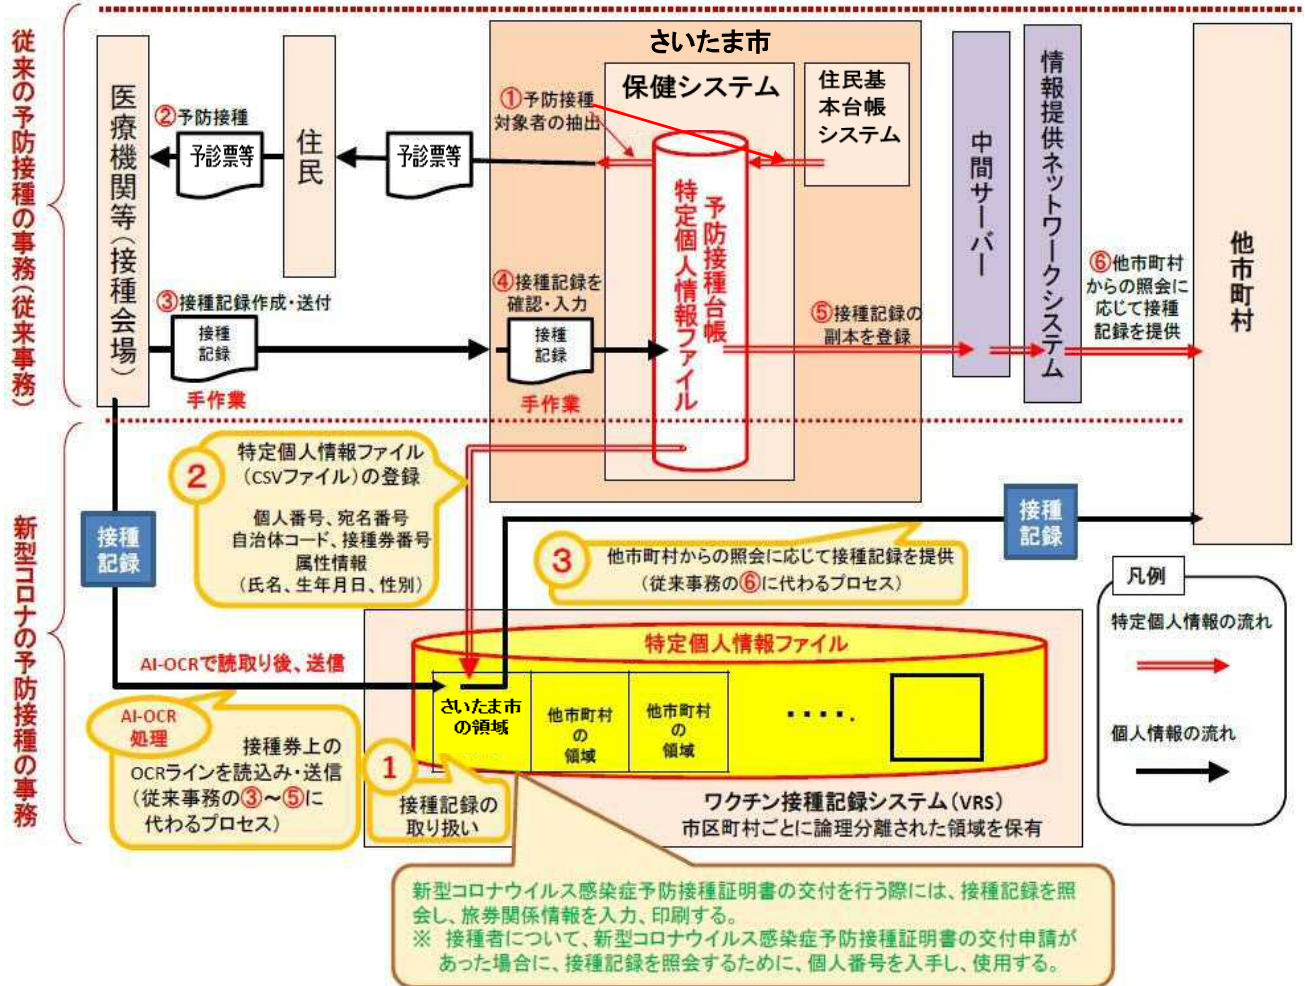 従来の予防接種の事務(従来事務)
医療機関等(接種会場)
②予防接種
予診票等
住民
予診票等
さいたま市
保健システム
①予防接種
対象者の抽出
住民基
本台帳
システム
予防接種台帳
特定個人情報ファイル
中間サーバー
情報提供ネットワークシステム
他市町村
③接種記録作成・送付
接種
記録
手作業
④接種記録を
確認・入力
接種
記録
手作業
⑤接種記録の
副本を登録
⑥他市町村
からの照会に
応じて接種
記録を提供
新型コロナの予防接種の事務
接種
記録
②
特定個人情報ファイル
(CSVファイル)の登録
個人番号、宛名番号
自治体コード、接種券番号
属性情報
(氏名、生年月日、性別)
③
他市町村からの照会に応じて接種記録を提供
(従来事務の⑥に代わるプロセス)
接種
記録
凡例
特定個人情報の流れ
個人情報の流れ
AI-OCRで読取り後、送信
AI-OCR
処理
接種券上の
OCRラインを読込み・送信
(従来事務の③～⑤に
代わるプロセス)
①
接種記録の
取り扱い
特定個人情報ファイル
さいたま市
の領域
他市町村
の
領域
他市町村
の
領域
・・・・.
ワクチン接種記録システム(VRS)
市区町村ごとに論理分離された領域を保有
新型コロナウイルス感染症予防接種証明書の交付を行う際には、接種記録を照
会し、旅券関係情報を入力、印刷する。
※ 接種者について、新型コロナウイルス感染症予防接種証明書の交付申請が
あった場合に、接種記録を照会するために、個人番号を入手し、使用する。